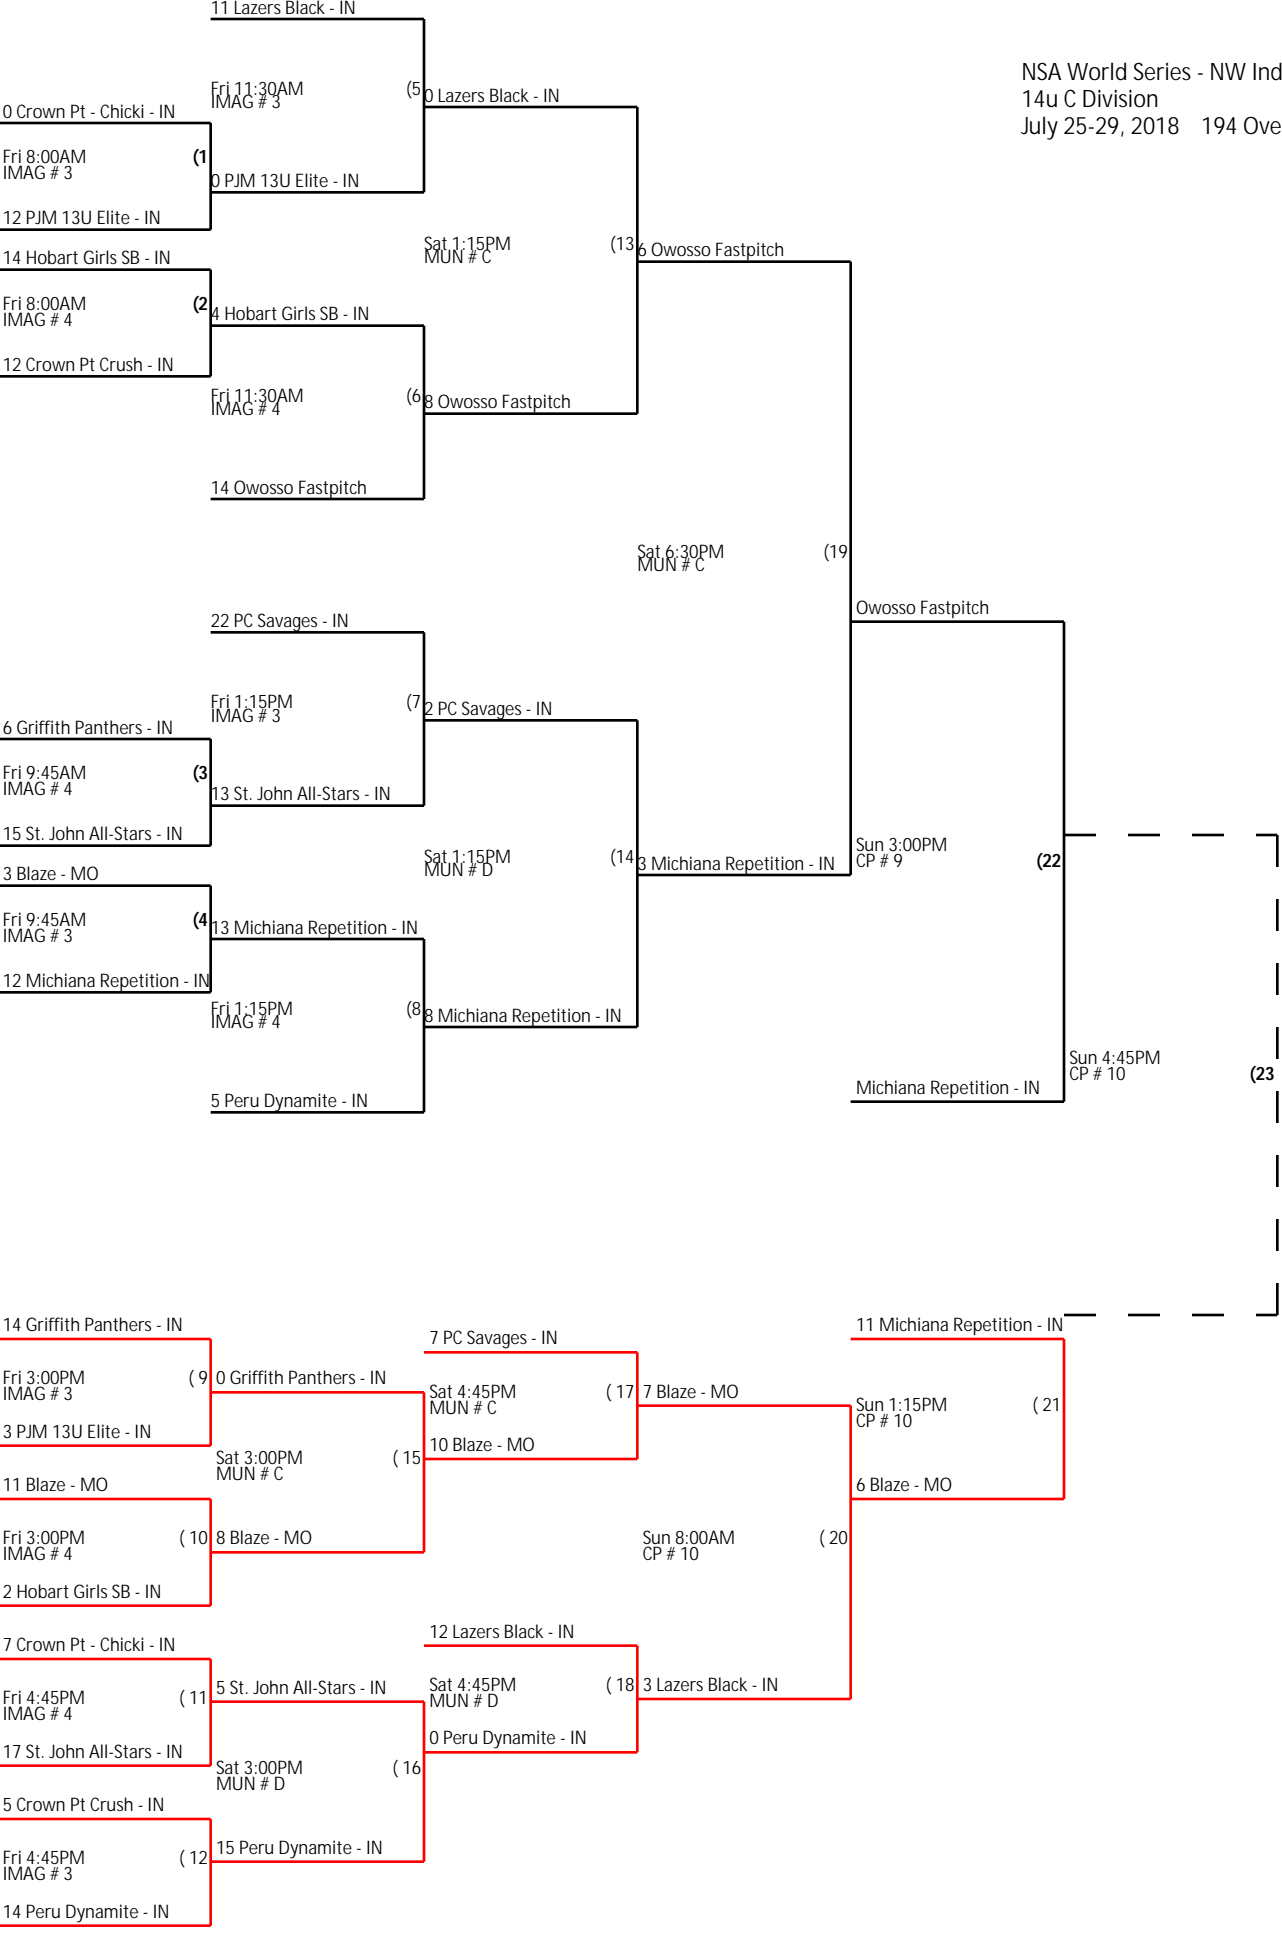 11 Lazers Black - IN
NSA World Series - NW Ind
14u C Division
July 25-29, 2018 194 Ove
Fri 11:30AM
IMAG # 3
(5
0 Lazers Black - IN
0 Crown Pt - Chicki - IN
Fri 8:00AM
IMAG # 3
(1
0 PJM 13U Elite - IN
12 PJM 13U Elite - IN
Sat 1:15PM
MUN # C
(13
6 Owosso Fastpitch
14 Hobart Girls SB - IN
Fri 8:00AM
IMAG # 4
(2
4 Hobart Girls SB - IN
12 Crown Pt Crush - IN
Fri 11:30AM
IMAG # 4
(6
8 Owosso Fastpitch
14 Owosso Fastpitch
Sat 6:30PM
MUN # C
(19
Owosso Fastpitch
22 PC Savages - IN
Fri 1:15PM
IMAG # 3
(7
2 PC Savages - IN
6 Griffith Panthers - IN
Fri 9:45AM
IMAG # 4
(3
13 St. John All-Stars - IN
15 St. John All-Stars - IN
Sat 1:15PM
MUN # D
(14
3 Michiana Repetition - IN
Sun 3:00PM
CP # 9
(22
3 Blaze - MO
Fri 9:45AM
IMAG # 3
(4
13 Michiana Repetition - IN
12 Michiana Repetition - IN
Fri 1:15PM
IMAG # 4
(8
8 Michiana Repetition - IN
5 Peru Dynamite - IN
Michiana Repetition - IN
Sun 4:45PM
CP # 10
(23
14 Griffith Panthers - IN
Fri 3:00PM
IMAG # 3
( 9
0 Griffith Panthers - IN
3 PJM 13U Elite - IN
7 PC Savages - IN
Sat 4:45PM
MUN # C
( 17
7 Blaze - MO
11 Michiana Repetition - IN
Sun 1:15PM
CP # 10
( 21
Sat 3:00PM
MUN # C
( 15
10 Blaze - MO
11 Blaze - MO
Fri 3:00PM
IMAG # 4
( 10
8 Blaze - MO
2 Hobart Girls SB - IN
6 Blaze - MO
Sun 8:00AM
CP # 10
( 20
7 Crown Pt - Chicki - IN
Fri 4:45PM
IMAG # 4
( 11
5 St. John All-Stars - IN
17 St. John All-Stars - IN
12 Lazers Black - IN
Sat 4:45PM
MUN # D
( 18
3 Lazers Black - IN
0 Peru Dynamite - IN
Sat 3:00PM
MUN # D
( 16
5 Crown Pt Crush - IN
Fri 4:45PM
IMAG # 3
( 12
15 Peru Dynamite - IN
14 Peru Dynamite - IN